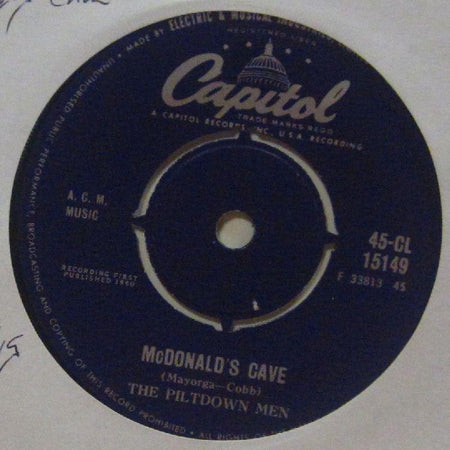 MADE BY ELECTRIC & MUSICAL
REGISTERED USER
Capitol
TRADE MARKS REGD
A CAPITOL RECORDS, INC., U.S.A. RECORDING
A. C. M.
MUSIC
45-CL
15149
F 33813 45
RECORDING FIRST
PUBLISHED 1960
McDONALD'S CAVE
(Mayorga—Cobb)
THE PILTDOWN MEN
UNAUTHORISED PUBLIC PERFORMANCE, BROADCASTING AND COPYING OF THIS RECORD PROHIBITED • ALL RIGHTS